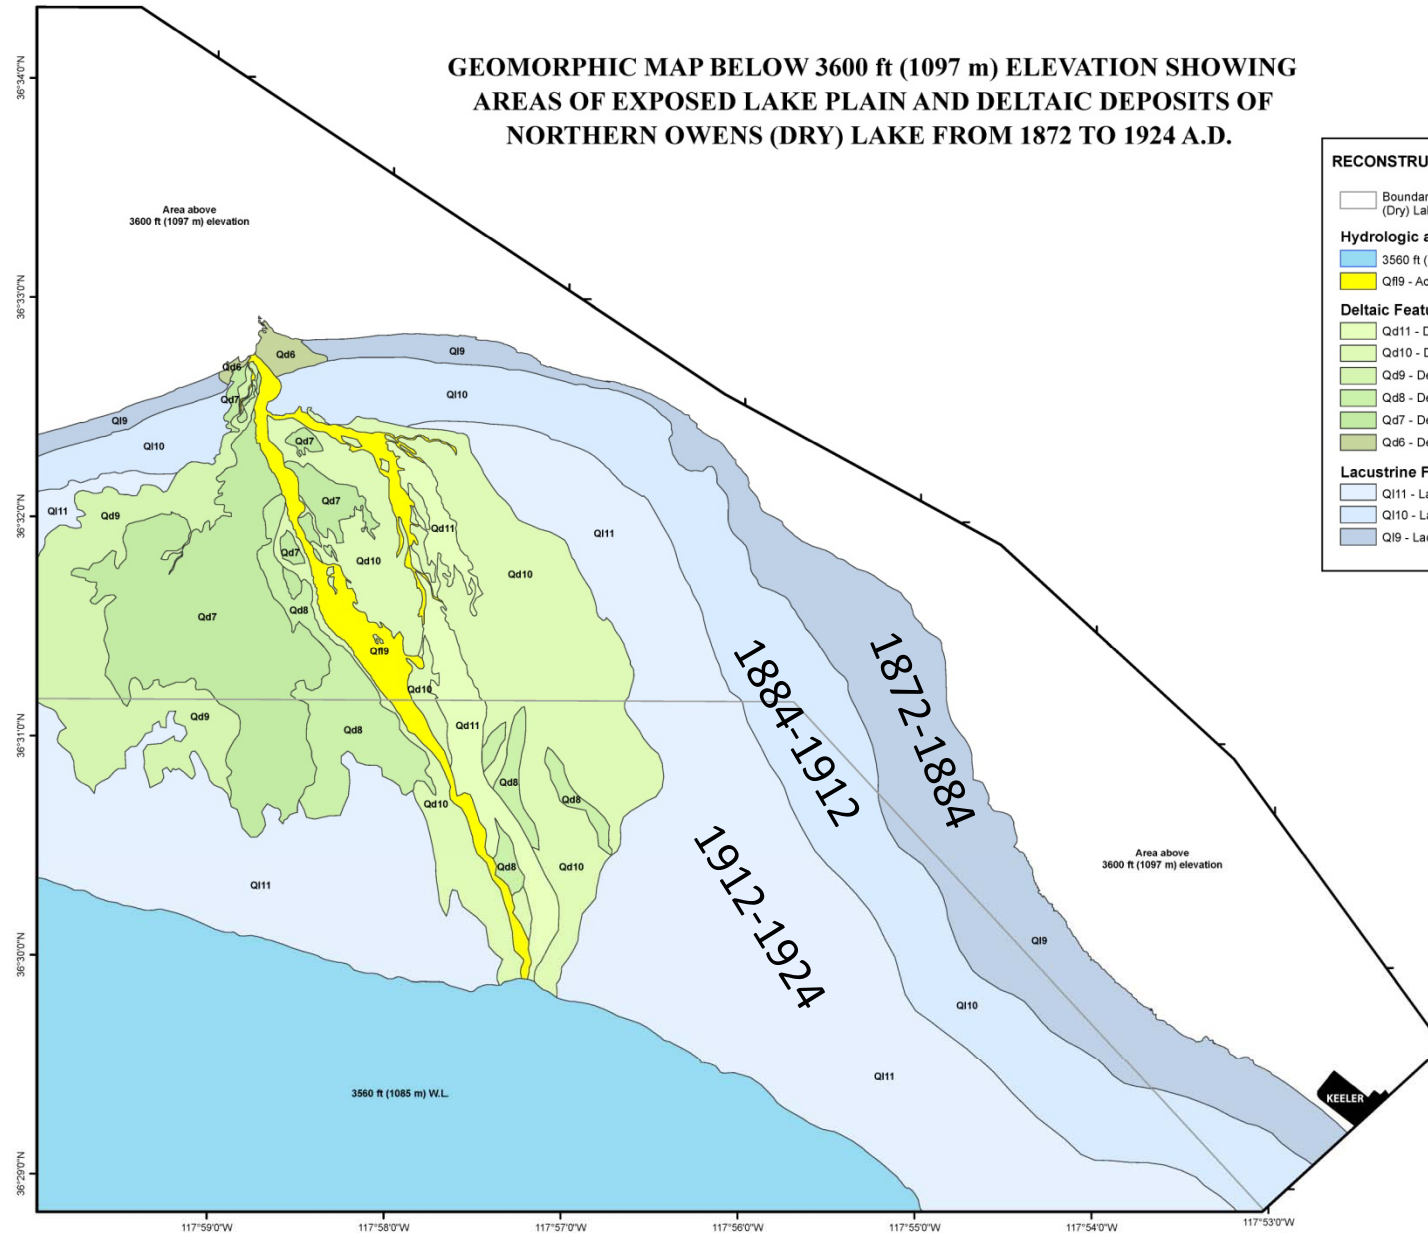 GEOMORPHIC MAP BELOW 3600 ft (1097 m) ELEVATION SHOWING
AREAS OF EXPOSED LAKE PLAIN AND DELTAIC DEPOSITS OF
NORTHERN OWENS (DRY) LAKE FROM 1872 TO 1924 A.D.
36°34'0"N
36°33'0"N
36°32'0"N
36°31'0"N
36°30'0"N
36°29'0"N
Area above
3600 ft (1097 m) elevation
RECONSTRU
Boundar
(Dry) La
Hydrologic a
3560 ft (
Qfl9 - Ac
Deltaic Featu
Qd11 - D
Qd10 - D
Qd9 - De
Qd8 - De
Qd7 - De
Qd6 - De
Lacustrine F
Ql11 - La
Ql10 - La
Ql9 - Lac
Ql9
Qd6
Qd6
Ql10
Qd7
Ql9
Ql10
Qd7
Qd7
Ql11
Qd9
Qd11
Ql11
Qd7
Qd10
Qd10
Qd8
Qd7
Qfl9
Qd10
Qd9
Qd8
Qd11
Qd8
Qd8
Qd10
Qd8
Qd10
Ql11
1872-1884
1884-1912
1912-1924
Area above
3600 ft (1097 m) elevation
Ql9
Ql10
Ql11
3560 ft (1085 m) W.L.
KEELER
117°59'0"W
117°58'0"W
117°57'0"W
117°56'0"W
117°55'0"W
117°54'0"W
117°53'0"W